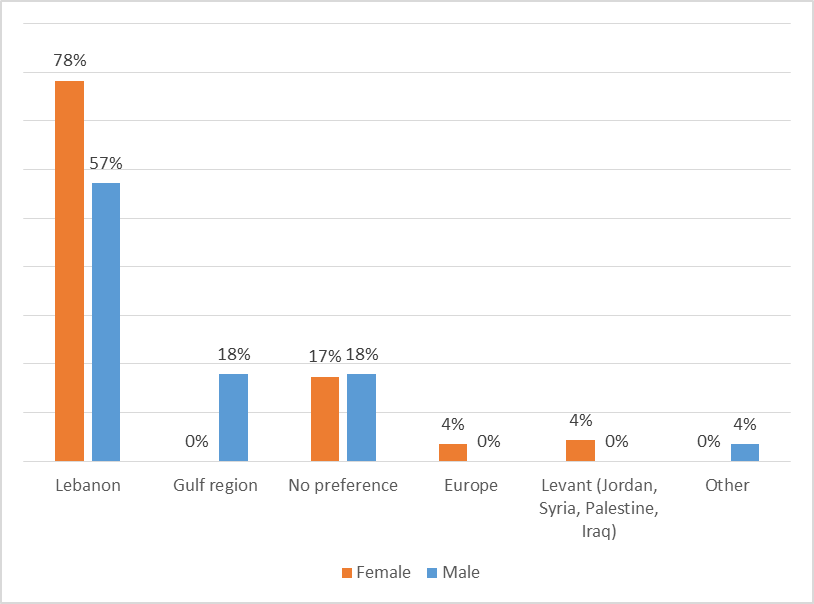 78%
57%
0%
18%
17%
18%
4%
0%
4%
0%
0%
4%
Lebanon
Gulf region
No preference
Europe
Levant (Jordan,
Syria, Palestine,
Iraq)
Other
Female
Male